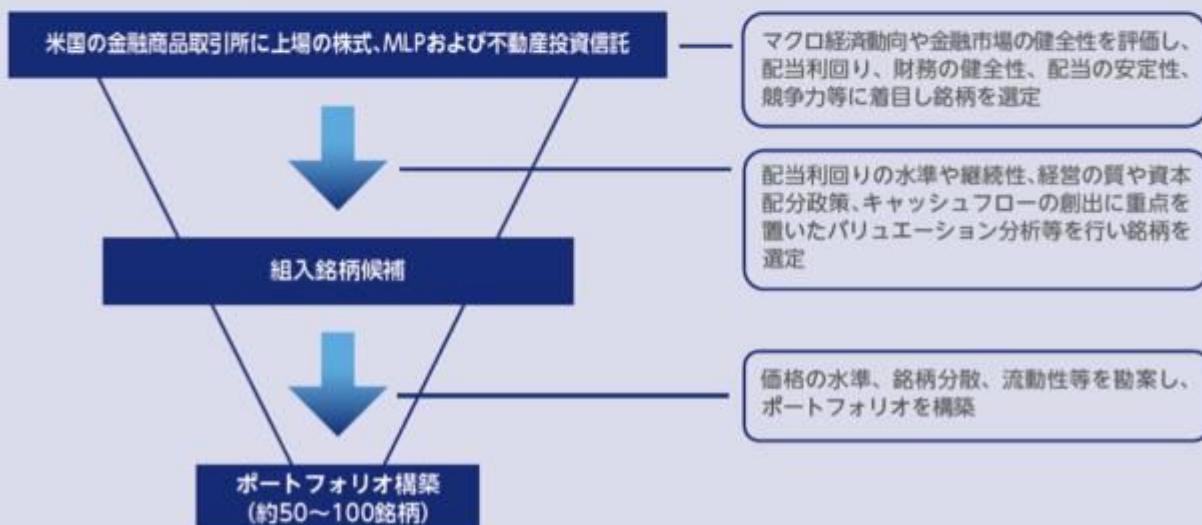 米国の金融商品取引所に上場の株式、MLPおよび不動産投資信託
マクロ経済動向や金融市場の健全性を評価し、
配当利回り、財務の健全性、配当の安定性、
競争力等に着目し銘柄を選定
配当利回りの水準や継続性、経営の質や資本
配分政策、キャッシュフローの創出に重点を
置いたバリュエーション分析等を行い銘柄を
選定
組入銘柄候補
価格の水準、銘柄分散、流動性等を勘案し、
ポートフォリオを構築
ポートフォリオ構築
(約50～100銘柄)